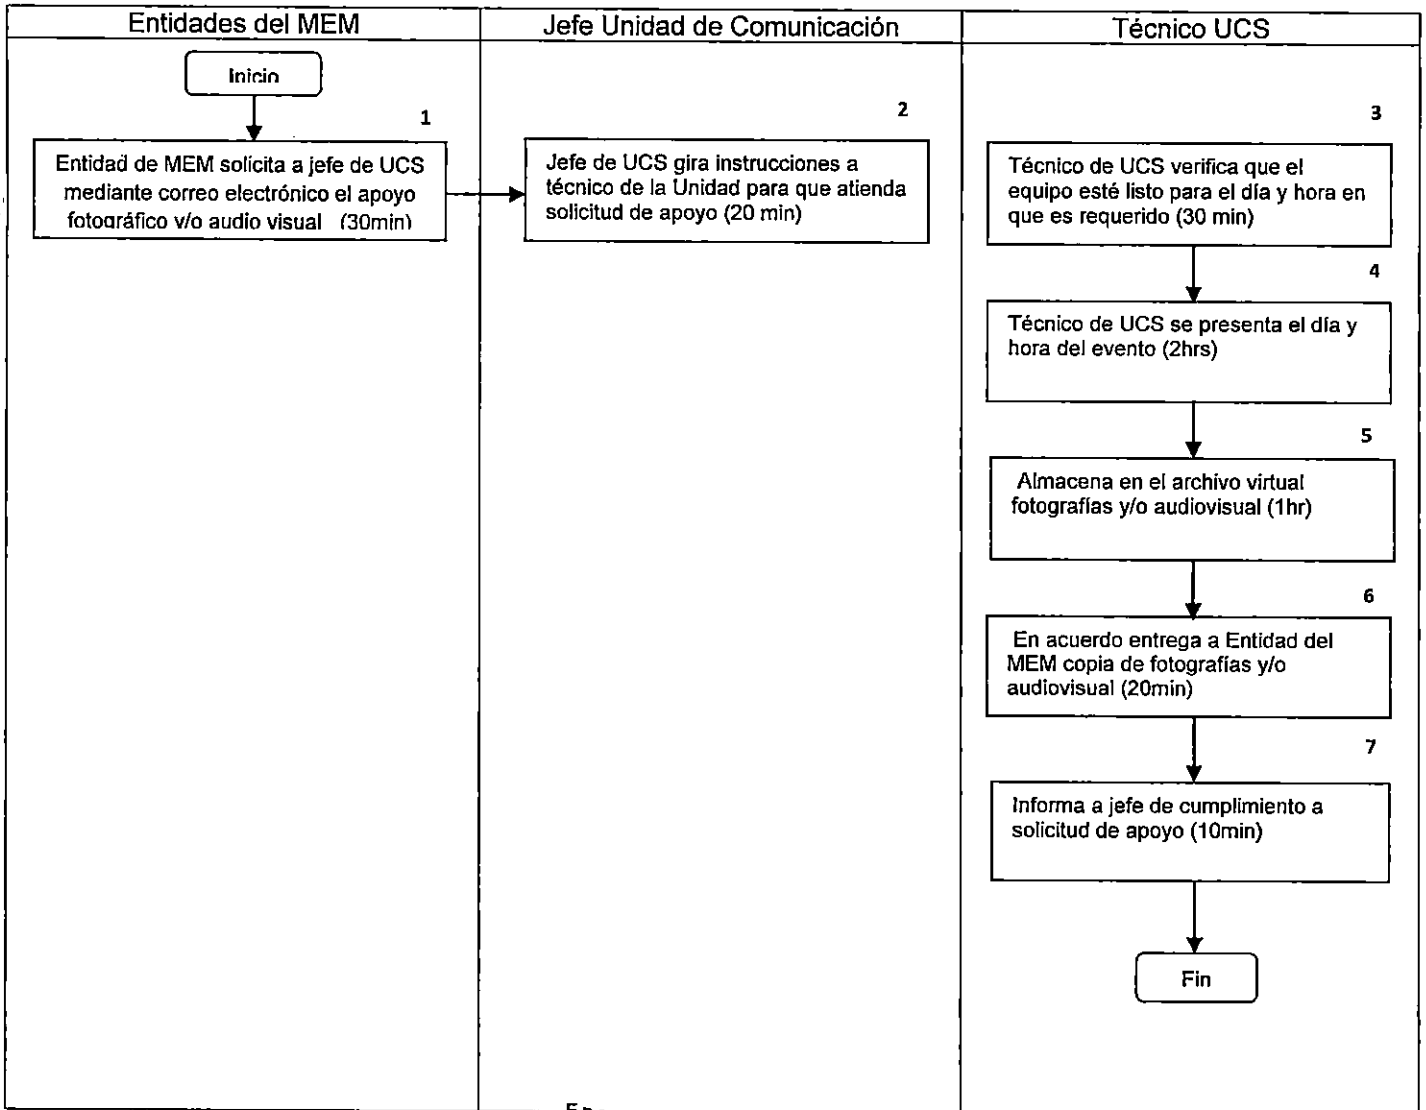 Entidades del MEM
Jefe Unidad de Comunicación
Técnico UCS
Inicio
1
Entidad de MEM solicita a jefe de UCS
mediante correo electrónico el apoyo
fotográfico y/o audio visual (30min)
2
Jefe de UCS gira instrucciones a
técnico de la Unidad para que atienda
solicitud de apoyo (20 min)
3
Técnico de UCS verifica que el
equipo esté listo para el día y hora en
que es requerido (30 min)
4
Técnico de UCS se presenta el día y
hora del evento (2hrs)
5
Almacena en el archivo virtual
fotografías y/o audiovisual (1hr)
6
En acuerdo entrega a Entidad del
MEM copia de fotografías y/o
audiovisual (20min)
7
Informa a jefe de cumplimiento a
solicitud de apoyo (10min)
Fin